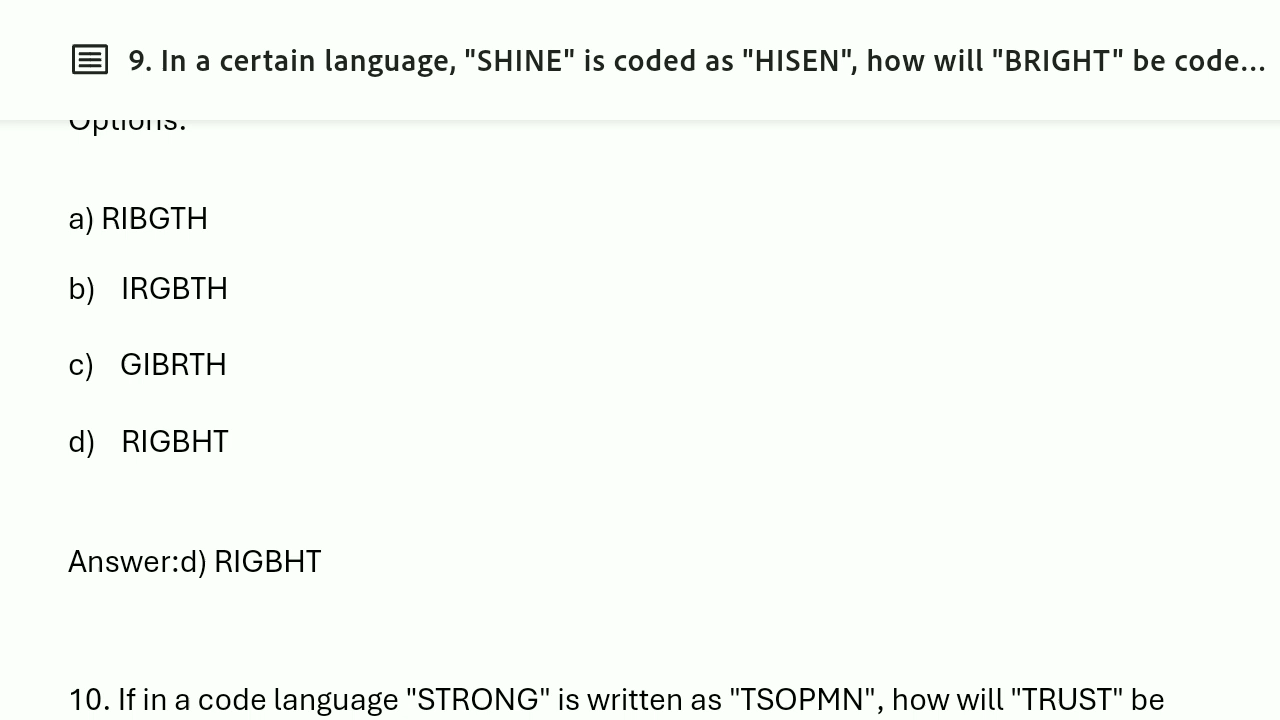 9. In a certain language, "SHINE" is coded as "HISEN", how will "BRIGHT" be code...
Options:
a) RIBGTH
b) IRGBTH
c) GIBRTH
d) RIGBHT
Answer:d) RIGBHT
10. If in a code language "STRONG" is written as "TSOPMN", how will "TRUST" be